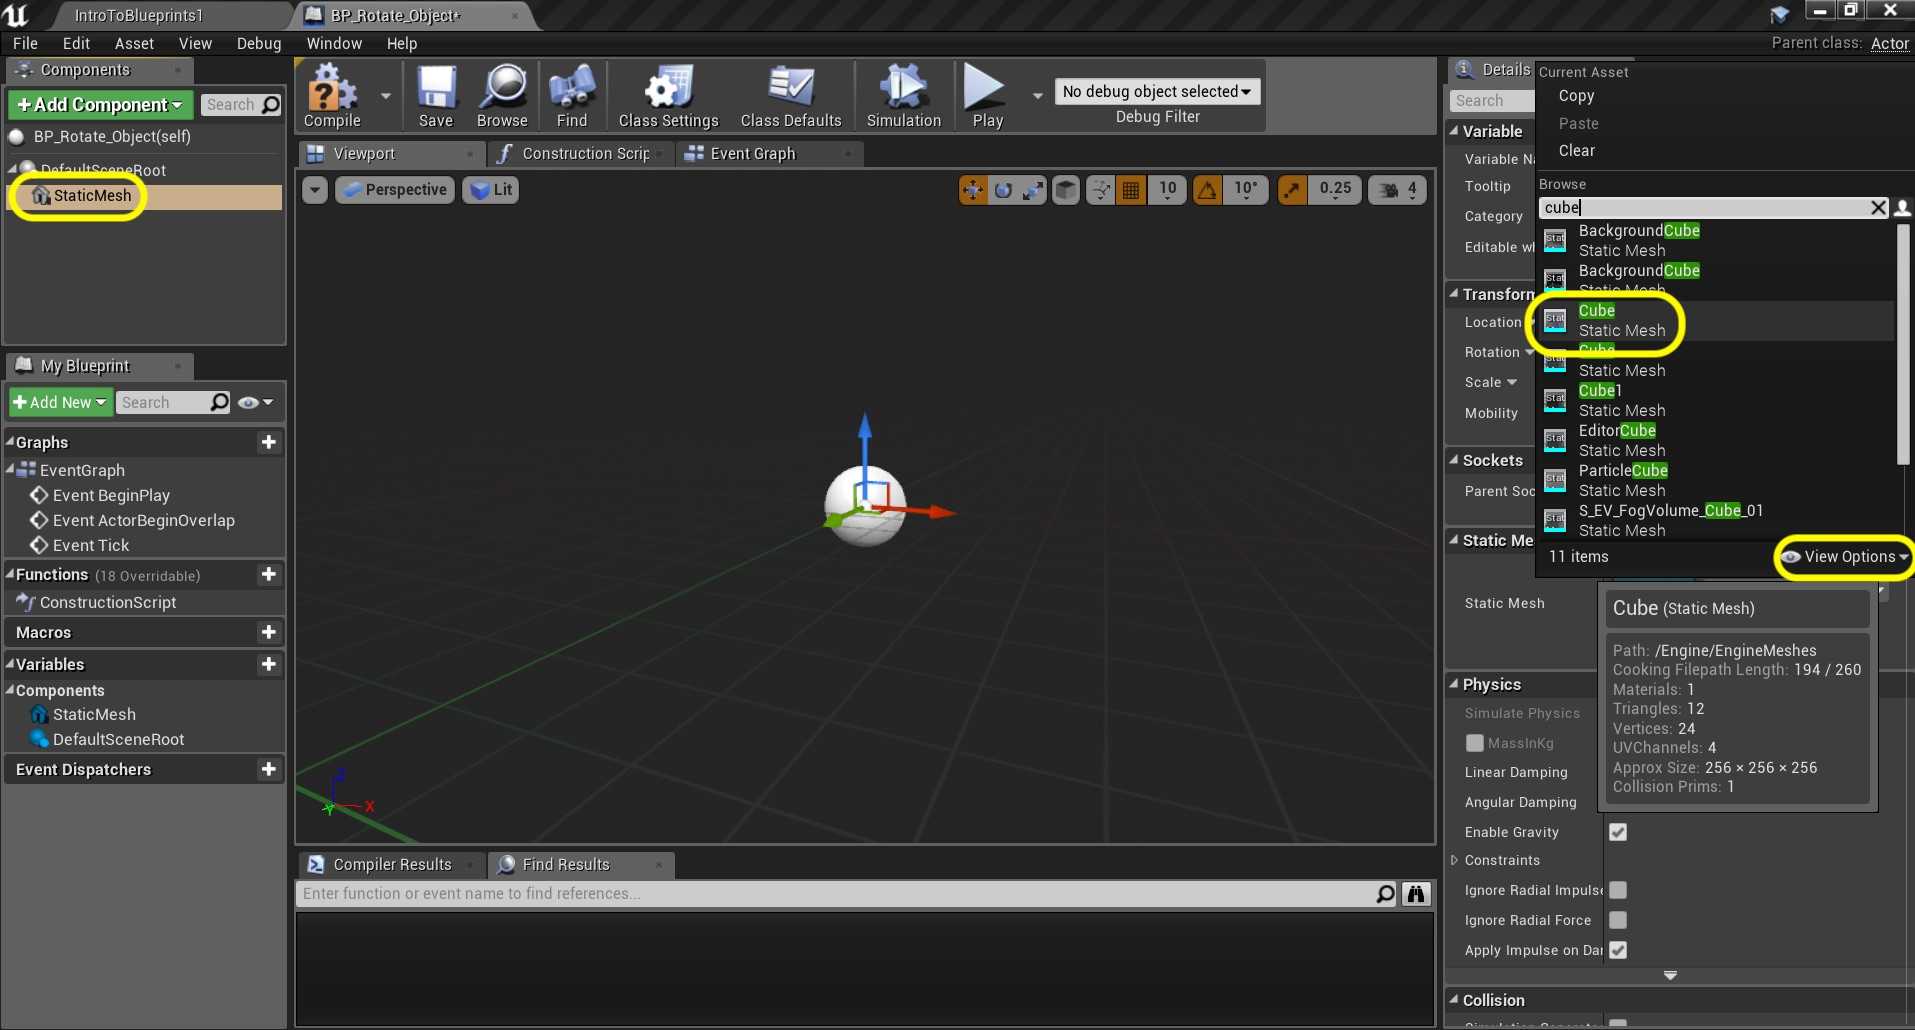 IntroToBlueprints1
BP_Rotate_Object*
File Edit Asset View Debug Window Help
Parent class: Actor
Components
+Add Component
Search
BP_Rotate_Object(self)
DefaultSceneRoot
StaticMesh
My Blueprint
+Add New
Search
Graphs
EventGraph
Event BeginPlay
Event ActorBeginOverlap
Event Tick
Functions (18 Overridable)
ConstructionScript
Macros
Variables
Components
StaticMesh
DefaultSceneRoot
Event Dispatchers
Compile
Save
Browse
Find
Class Settings
Class Defaults
Simulation
Play
No debug object selected
Debug Filter
Viewport
Construction Scrip
Event Graph
Perspective
Lit
10
10°
0.25
4
Z
X
Y
Compiler Results
Find Results
Enter function or event name to find references...
Details
Search
Variable
Variable Na
Tooltip
Category
Editable wh
Transform
Location
Rotation
Scale
Mobility
Sockets
Parent Soc
Static Me
Static Mesh
Physics
Simulate Physics
MassInKg
Linear Damping
Angular Damping
Enable Gravity
Constraints
Ignore Radial Impulse
Ignore Radial Force
Apply Impulse on Da
Collision
Current Asset
Copy
Paste
Clear
Browse
cube
BackgroundCube
Static Mesh
BackgroundCube
Static Mesh
Cube
Static Mesh
Cube
Static Mesh
Cube1
Static Mesh
EditorCube
Static Mesh
ParticleCube
Static Mesh
S_EV_FogVolume_Cube_01
Static Mesh
11 items
View Options
Cube (Static Mesh)
Path: /Engine/EngineMeshes
Cooking Filepath Length: 194 / 260
Materials: 1
Triangles: 12
Vertices: 24
UVChannels: 4
Approx Size: 256 × 256 × 256
Collision Prims: 1